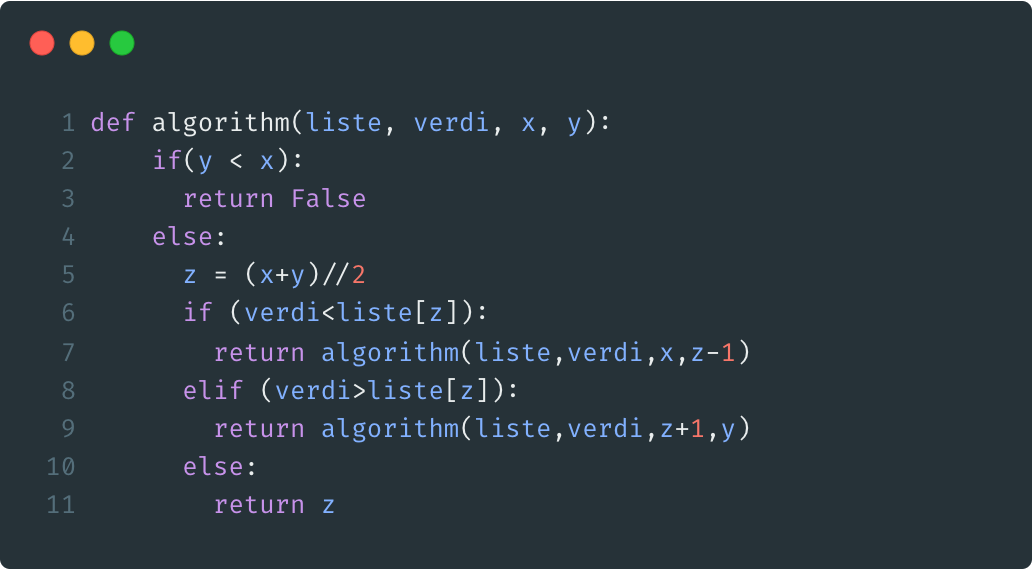 1 def algorithm(liste, verdi, x, y):
2     if(y < x):
3       return False
4     else:
5       z = (x+y)//2
6       if (verdi<liste[z]):
7         return algorithm(liste,verdi,x,z-1)
8       elif (verdi>liste[z]):
9         return algorithm(liste,verdi,z+1,y)
10       else:
11         return z